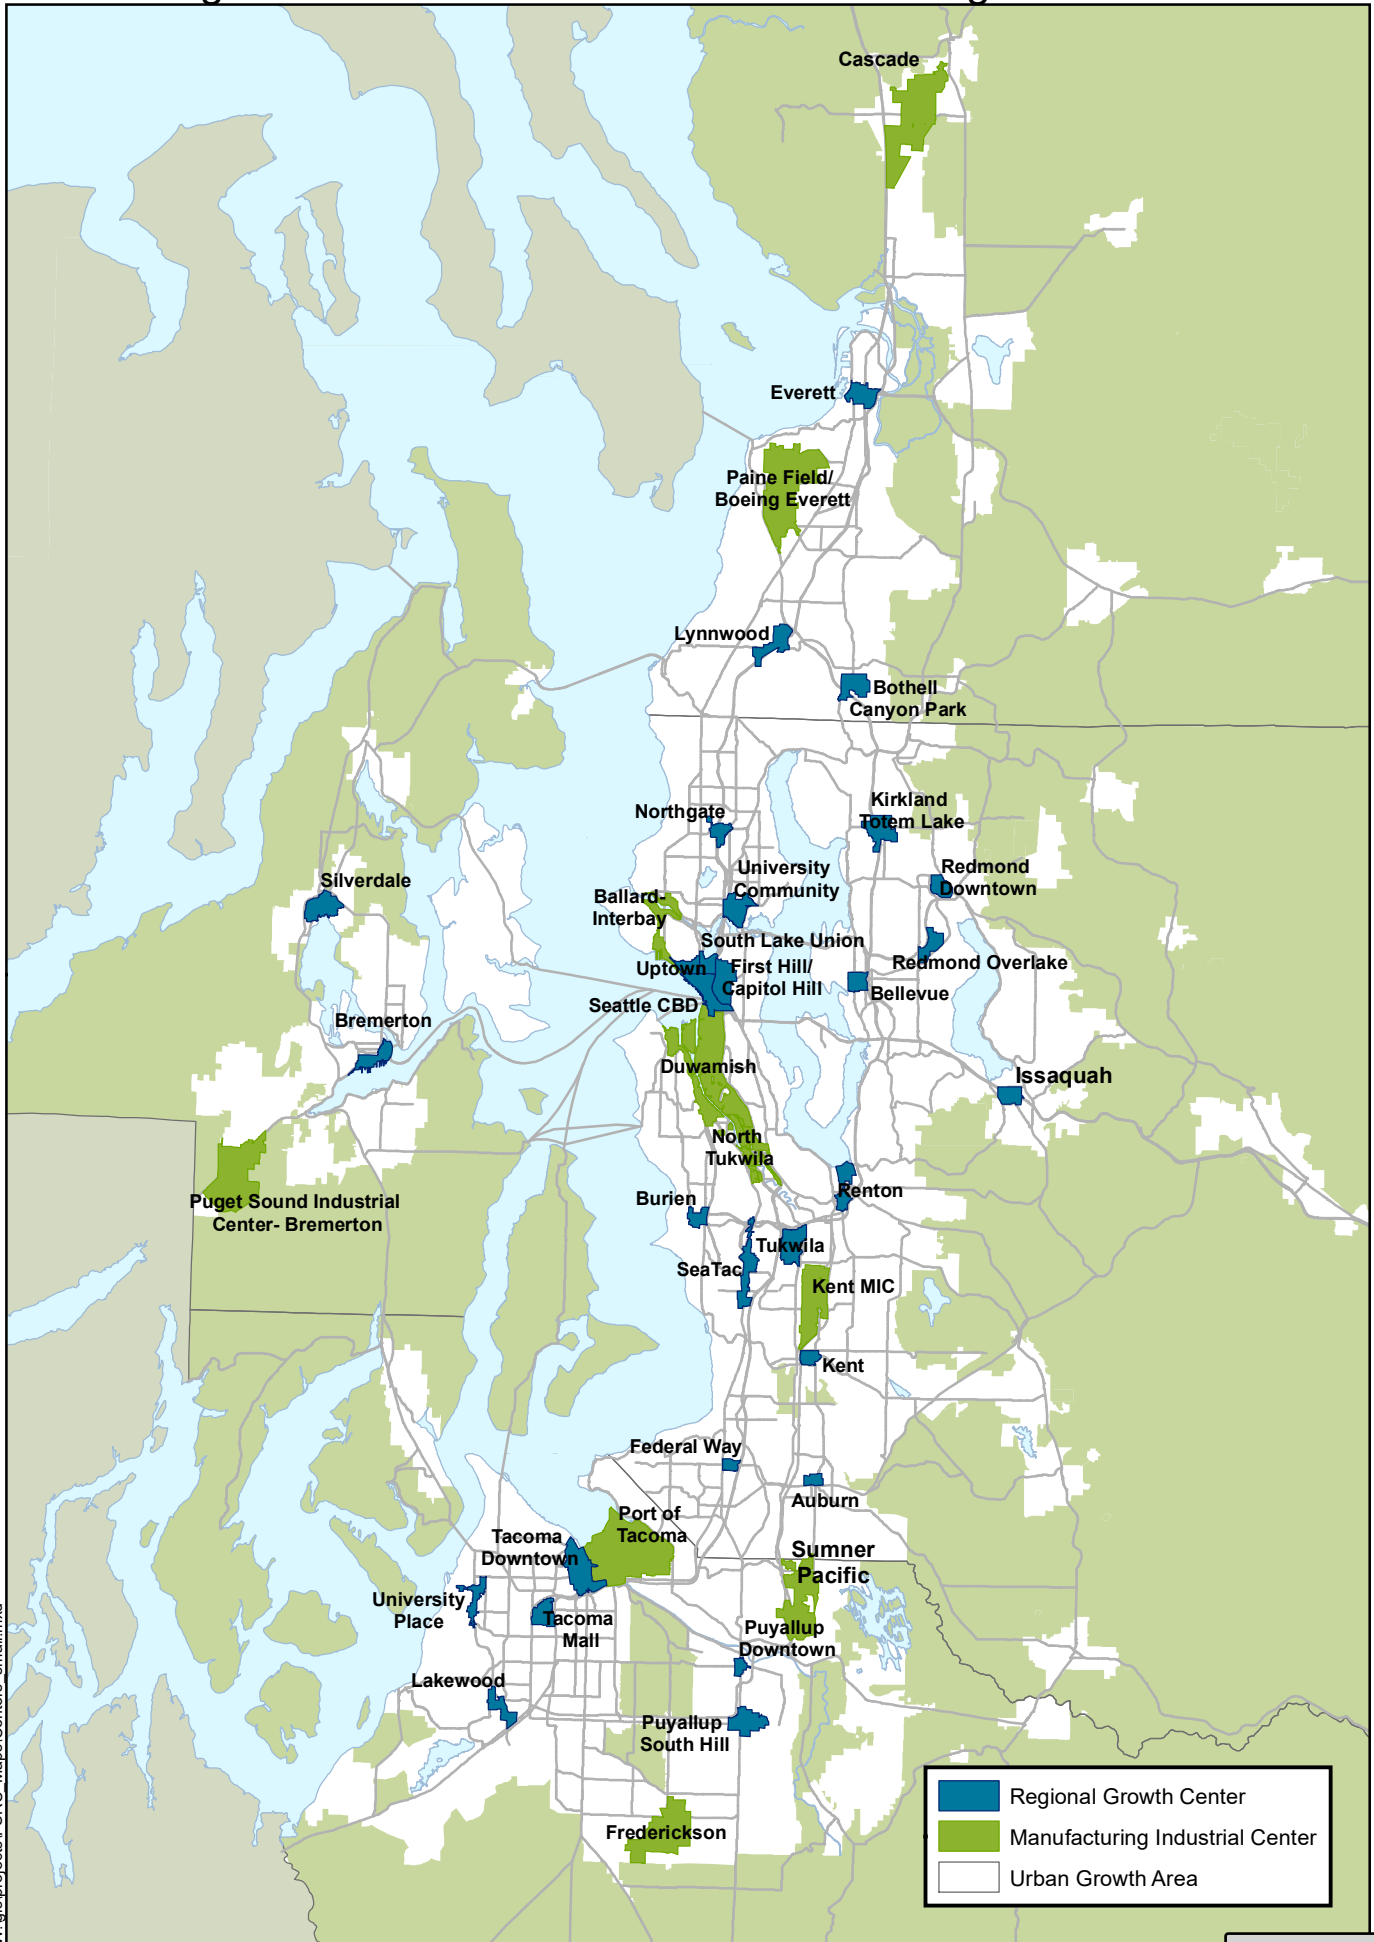 Cascade
Everett
Paine Field/
Boeing Everett
Lynnwood
Bothell
Canyon Park
Northgate
Kirkland
Totem Lake
University
Community
Redmond
Downtown
Silverdale
Ballard-
Interbay
South Lake Union
Uptown
First Hill/
Capitol Hill
Redmond Overlake
Bellevue
Seattle CBD
Bremerton
Duwamish
Issaquah
North
Tukwila
Puget Sound Industrial
Center- Bremerton
Burien
Renton
Tukwila
SeaTac
Kent MIC
Kent
Federal Way
Auburn
Port of
Tacoma
Tacoma
Downtown
Sumner
Pacific
University
Place
Tacoma
Mall
Puyallup
Downtown
Lakewood
Puyallup
South Hill
Frederickson
Regional Growth Center
Manufacturing Industrial Center
Urban Growth Area